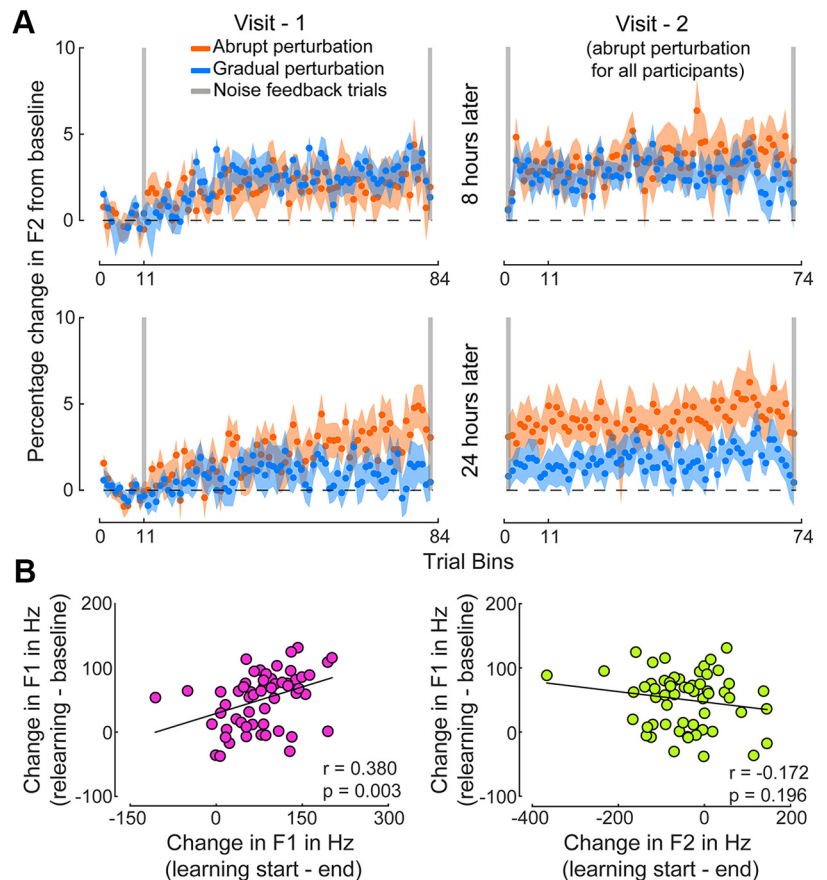 A
Visit - 1
Abrupt perturbation
Gradual perturbation
Noise feedback trials
Visit - 2
(abrupt perturbation
for all participants)
Percentage change in F2 from baseline
10
5
0
0
11
84
8 hours later
0
11
74
10
5
0
0
11
84
24 hours later
0
11
74
Trial Bins
B
Change in F1 in Hz
(relearning - baseline)
200
100
0
-100
r = 0.380
p = 0.003
-150
0
150
300
Change in F1 in Hz
(learning start - end)
Change in F1 in Hz
(relearning - baseline)
200
100
0
-100
r = -0.172
p = 0.196
-400
-200
0
200
Change in F2 in Hz
(learning start - end)